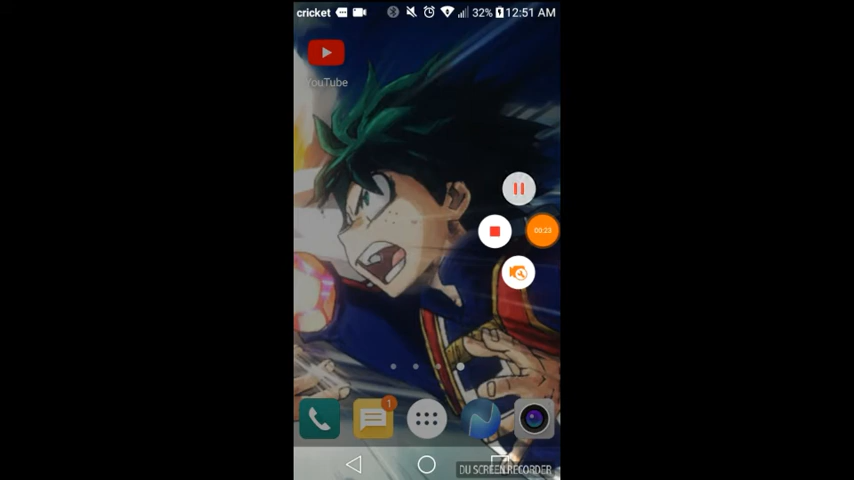 cricket 32% 12:51 AM
YouTube
00:23
1
DU SCREEN RECORDER